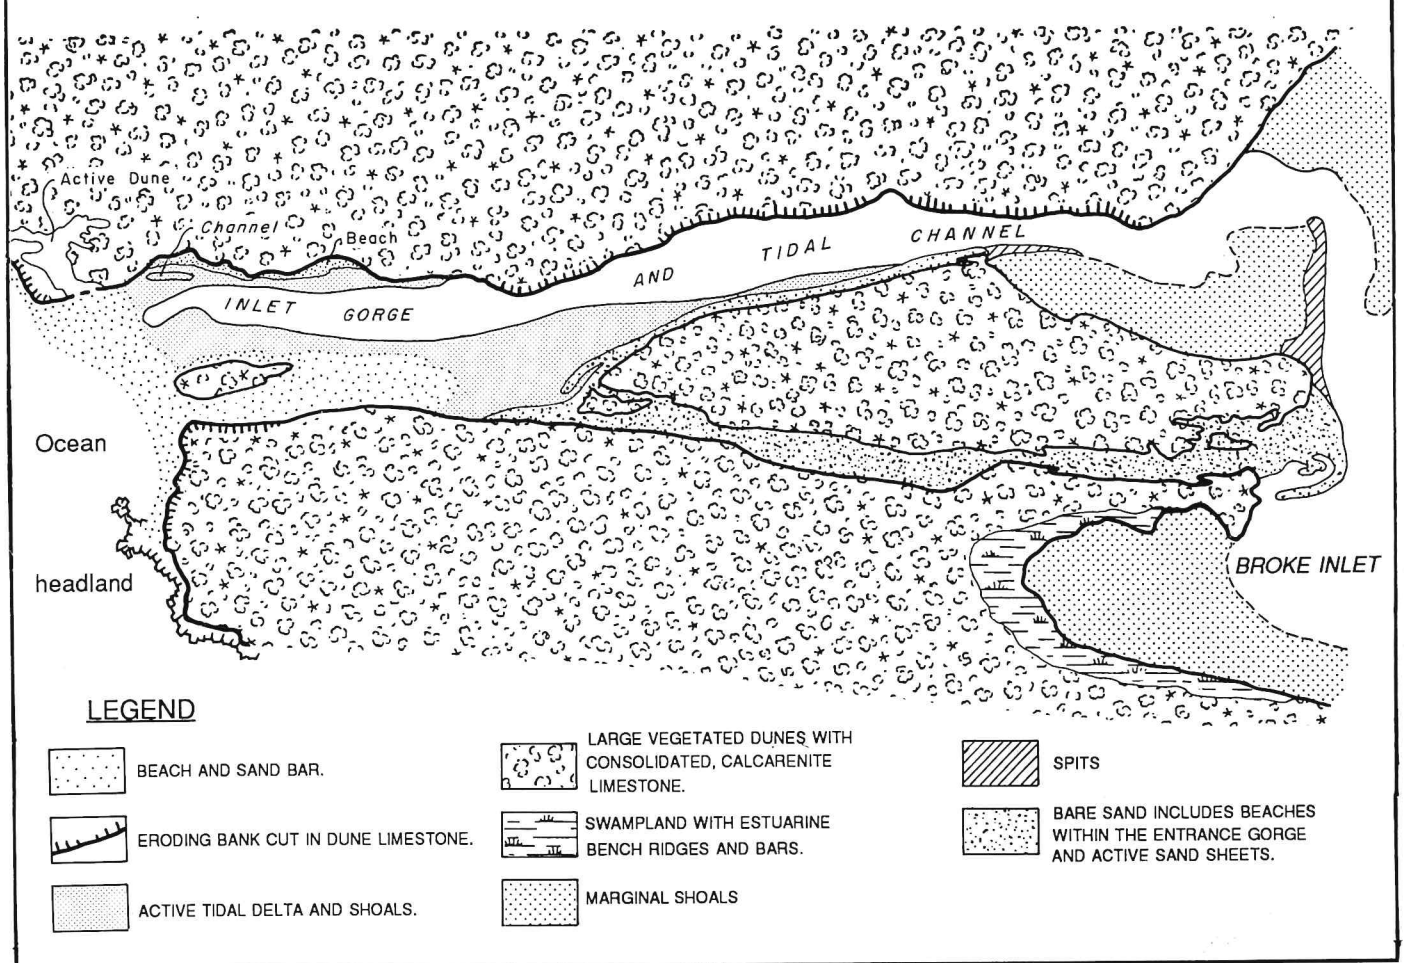 Active Dune
Channel
Beach
INLET GORGE AND TIDAL CHANNEL
Ocean
headland
BROKE INLET
LEGEND
BEACH AND SAND BAR.
ERODING BANK CUT IN DUNE LIMESTONE.
ACTIVE TIDAL DELTA AND SHOALS.
LARGE VEGETATED DUNES WITH
CONSOLIDATED, CALCARENITE
LIMESTONE.
SWAMPLAND WITH ESTUARINE
BENCH RIDGES AND BARS.
MARGINAL SHOALS
SPITS
BARE SAND INCLUDES BEACHES
WITHIN THE ENTRANCE GORGE
AND ACTIVE SAND SHEETS.